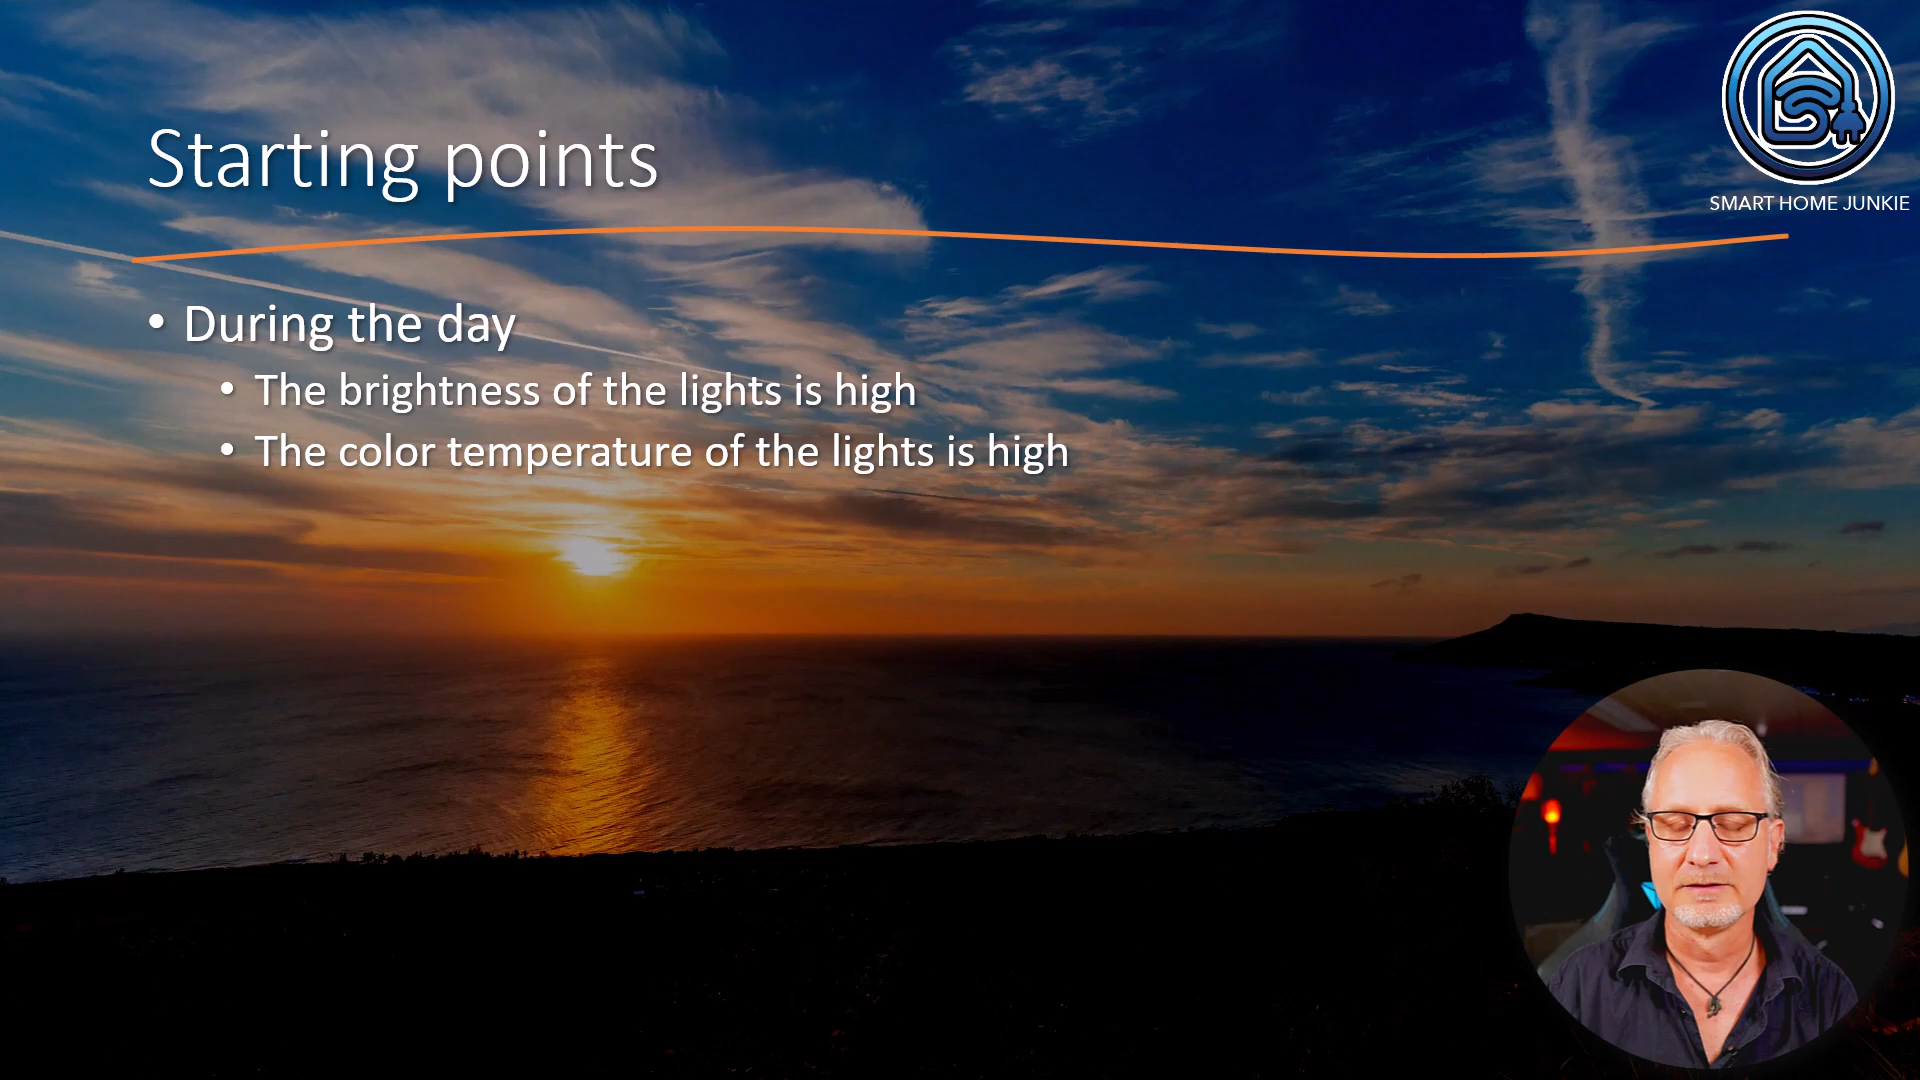 Starting points
SMART HOME JUNKIE
• During the day
• The brightness of the lights is high
• The color temperature of the lights is high